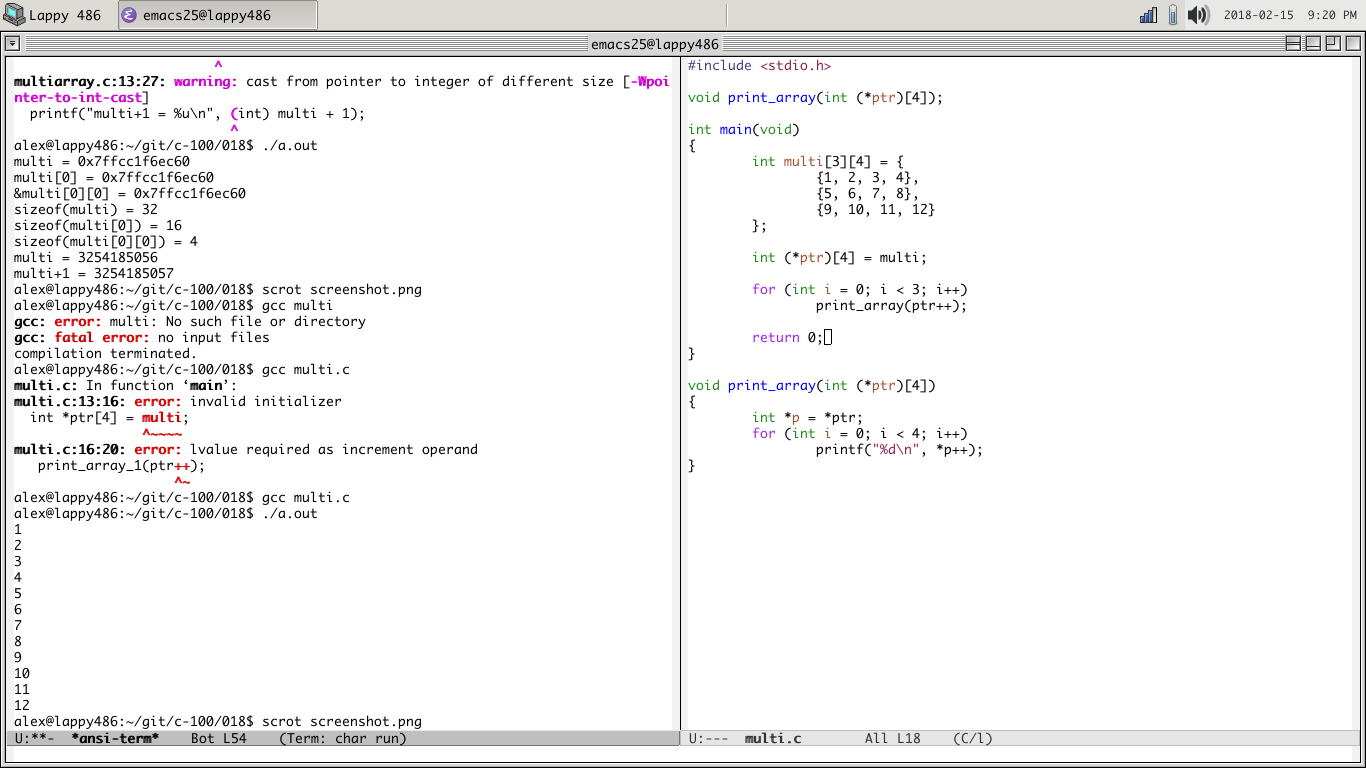 Lappy 486 emacs25@lappy486 2018-02-15 9:20 PM
emacs25@lappy486
^
multiarray.c:13:27: warning: cast from pointer to integer of different size [-Wpoi
nter-to-int-cast]
  printf("multi+1 = %u\n", (int) multi + 1);
^
alex@lappy486:~/git/c-100/018$ ./a.out
multi = 0x7ffcc1f6ec60
multi[0] = 0x7ffcc1f6ec60
&multi[0][0] = 0x7ffcc1f6ec60
sizeof(multi) = 32
sizeof(multi[0]) = 16
sizeof(multi[0][0]) = 4
multi = 3254185056
multi+1 = 3254185057
alex@lappy486:~/git/c-100/018$ scrot screenshot.png
alex@lappy486:~/git/c-100/018$ gcc multi
gcc: error: multi: No such file or directory
gcc: fatal error: no input files
compilation terminated.
alex@lappy486:~/git/c-100/018$ gcc multi.c
multi.c: In function ‘main’:
multi.c:13:16: error: invalid initializer
  int *ptr[4] = multi;
^~~~~
multi.c:16:20: error: lvalue required as increment operand
   print_array_1(ptr++);
^~
alex@lappy486:~/git/c-100/018$ gcc multi.c
alex@lappy486:~/git/c-100/018$ ./a.out
1
2
3
4
5
6
7
8
9
10
11
12
alex@lappy486:~/git/c-100/018$ scrot screenshot.png
U:**-  *ansi-term*    Bot L54    (Term: char run)
#include <stdio.h>
void print_array(int (*ptr)[4]);
int main(void)
{
        int multi[3][4] = {
                {1, 2, 3, 4},
                {5, 6, 7, 8},
                {9, 10, 11, 12}
        };
        int (*ptr)[4] = multi;
        for (int i = 0; i < 3; i++)
                print_array(ptr++);
        return 0;
}
void print_array(int (*ptr)[4])
{
        int *p = *ptr;
        for (int i = 0; i < 4; i++)
                printf("%d\n", *p++);
}
U:---  multi.c        All L18    (C/l)